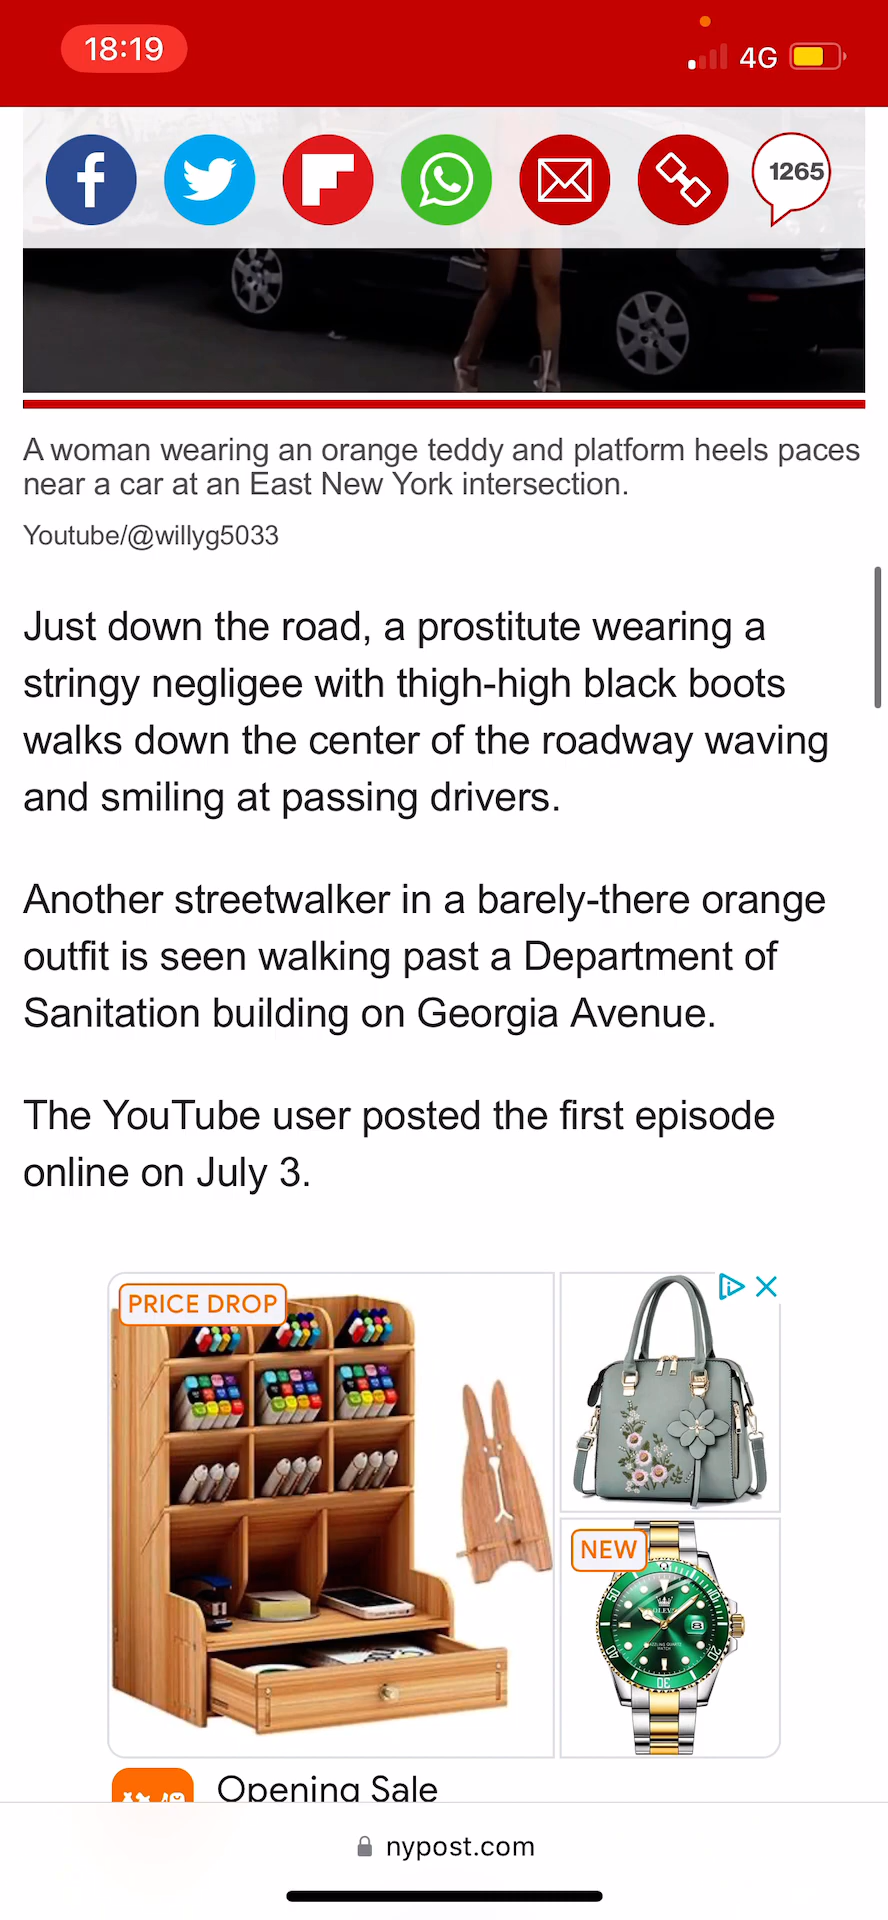 18:19
4G
1265
A woman wearing an orange teddy and platform heels paces
near a car at an East New York intersection.
Youtube/@willyg5033
Just down the road, a prostitute wearing a
stringy negligee with thigh-high black boots
walks down the center of the roadway waving
and smiling at passing drivers.
Another streetwalker in a barely-there orange
outfit is seen walking past a Department of
Sanitation building on Georgia Avenue.
The YouTube user posted the first episode
online on July 3.
PRICE DROP
NEW
Opening Sale
nypost.com